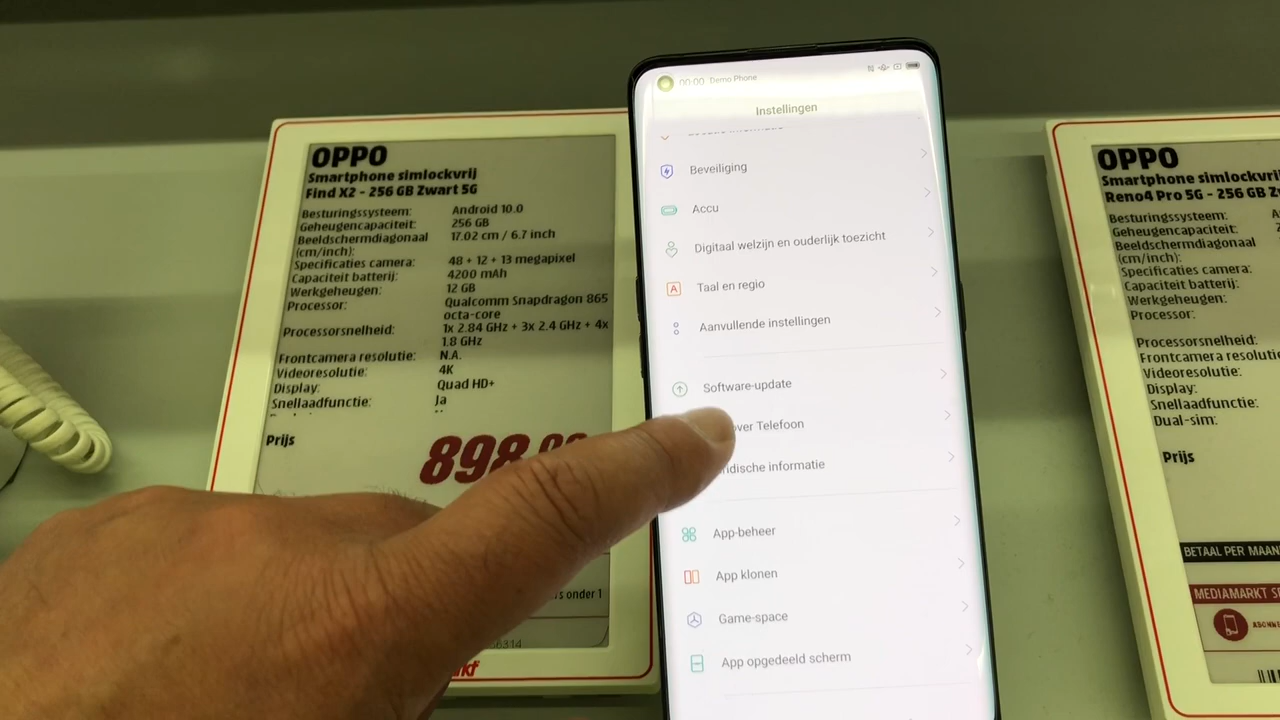 OPPO
Smartphone simlockvrij
Find X2 - 256 GB Zwart 5G
Besturingssysteem: Android 10.0
Geheugencapaciteit: 256 GB
Beeldschermdiagonaal 17.02 cm / 6.7 inch
(cm/inch):
Specificaties camera: 48 + 12 + 13 megapixel
Capaciteit batterij: 4200 mAh
Werkgeheugen: 12 GB
Processor: Qualcomm Snapdragon 865
octa-core
Processorsnelheid: 1x 2.84 GHz + 3x 2.4 GHz + 4x
1.8 GHz
Frontcamera resolutie: N.A.
Videoresolutie: 4K
Display: Quad HD+
Snellaadfunctie: Ja
Prijs
898
onder 1
00:00 Demo Phone
Instellingen
Beveiliging
Accu
Digitaal welzijn en ouderlijk toezicht
Taal en regio
Aanvullende instellingen
Software-update
over Telefoon
informatie
App-beheer
App klonen
Game-space
App opgedeeld scherm
OPPO
Smartphone simlockvrij
Reno4 Pro 5G - 256 GB
Besturingssysteem:
Geheugencapaciteit:
Beeldschermdiagonaal
(cm/inch):
Specificaties camera:
Capaciteit batterij:
Werkgeheugen:
Processor:
Processorsnelheid:
Frontcamera resolutie:
Videoresolutie:
Display:
Snellaadfunctie:
Dual-sim:
Prijs
BETAAL PER MAAN
MEDIAMARKT